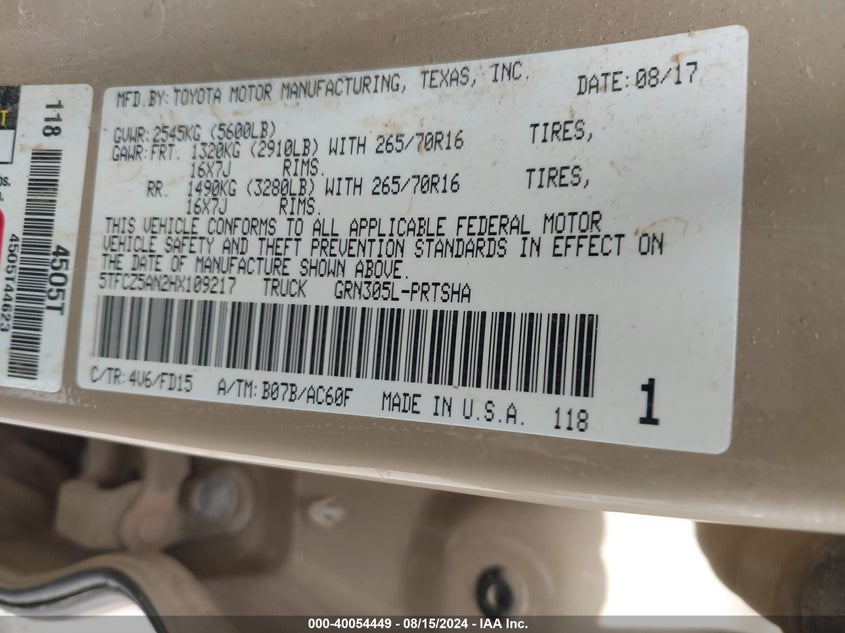 MFD.BY:TOYOTA MOTOR MANUFACTURING, TEXAS, INC. DATE:08/17
GVWR:2545KG (5600LB)
GAWR:FRT. 1320KG (2910LB) WITH 265/70R16 TIRES,
16X7J RIMS.
RR. 1490KG (3280LB) WITH 265/70R16 TIRES,
16X7J RIMS.
THIS VEHICLE CONFORMS TO ALL APPLICABLE FEDERAL MOTOR
VEHICLE SAFETY AND THEFT PREVENTION STANDARDS IN EFFECT ON
THE DATE OF MANUFACTURE SHOWN ABOVE.
5TFCZ5AN2HX109217 TRUCK GRN305L-PRTSHA
C/TR:4V6/FD15 A/TM:B07B/AC60F MADE IN U.S.A. 118 1
118
4505T
4505T44623
000-40054449 - 08/15/2024 - IAA Inc.